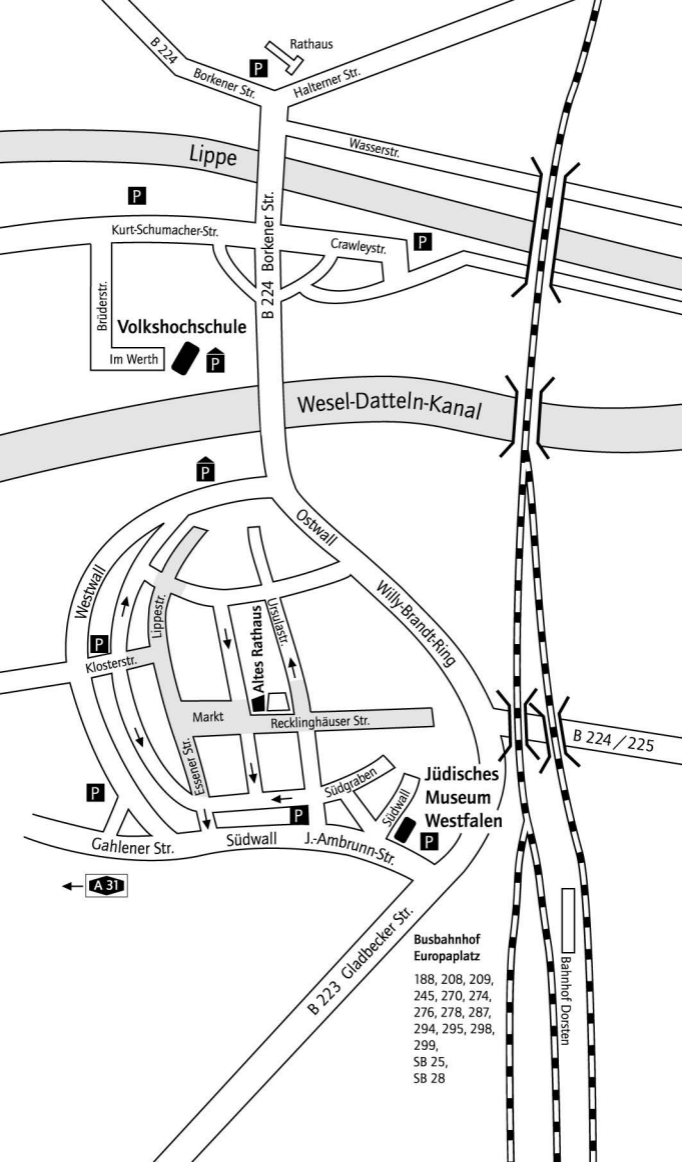 B 224
Rathaus
P
Borkener Str.
Halterner Str.
Wasserstr.
Lippe
P
Kurt-Schumacher-Str.
B 224 Borkener Str.
Crawleystr.
P
Brüderstr.
Volkshochschule
Im Werth
P
Wesel-Datteln-Kanal
P
Ostwall
Westwall
Lippestr.
Willy-Brandt-Ring
Altes Rathaus
Ursulastr.
P
Klosterstr.
Markt
Recklinghäuser Str.
B 224/225
Essener Str.
Südgraben
Südwall
Jüdisches
Museum
Westfalen
P
P
P
Gahlener Str.
Südwall
J.-Ambrunn-Str.
A 31
B 223 Gladbecker Str.
Busbahnhof
Europaplatz
188, 208, 209,
245, 270, 274,
276, 278, 287,
294, 295, 298,
299,
SB 25,
SB 28
Bahnhof Dorsten